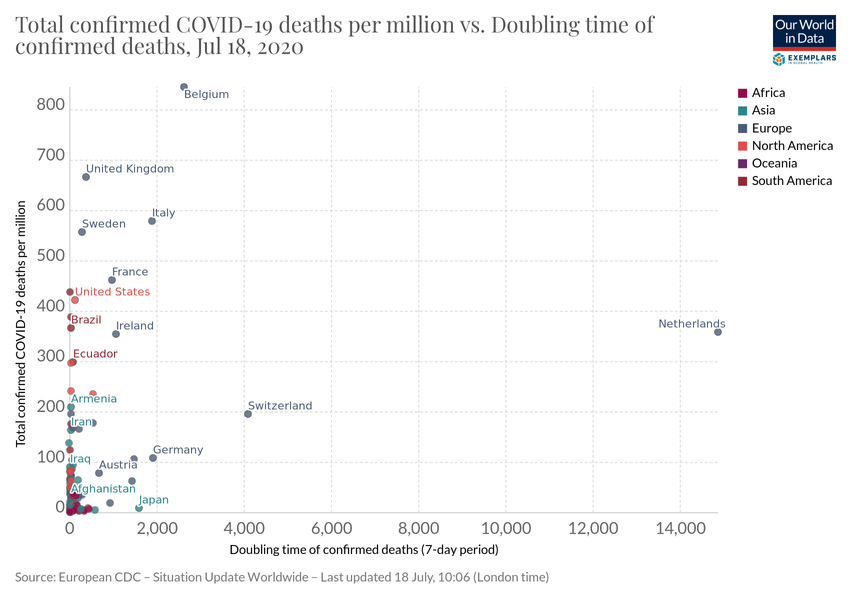 Total confirmed COVID-19 deaths per million vs. Doubling time of
confirmed deaths, Jul 18, 2020
Our World
in Data
EXEMPLARS
IN GLOBAL HEALTH
Africa
Asia
Europe
North America
Oceania
South America
Total confirmed COVID-19 deaths per million
800
700
600
500
400
300
200
100
0
Belgium
United Kingdom
Italy
Sweden
France
United States
Brazil
Ireland
Netherlands
Ecuador
Armenia
Switzerland
Iran
Germany
Iraq
Austria
Afghanistan
Japan
0
2,000
4,000
6,000
8,000
10,000
12,000
14,000
Doubling time of confirmed deaths (7-day period)
Source: European CDC – Situation Update Worldwide – Last updated 18 July, 10:06 (London time)